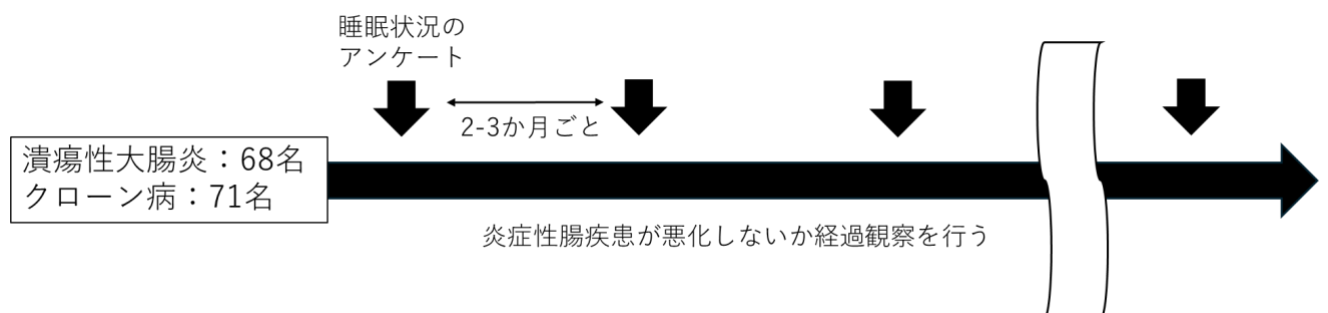 睡眠状況の
アンケート
2-3か月ごと
潰瘍性大腸炎：68名
クローン病：71名
炎症性腸疾患が悪化しないか経過観察を行う